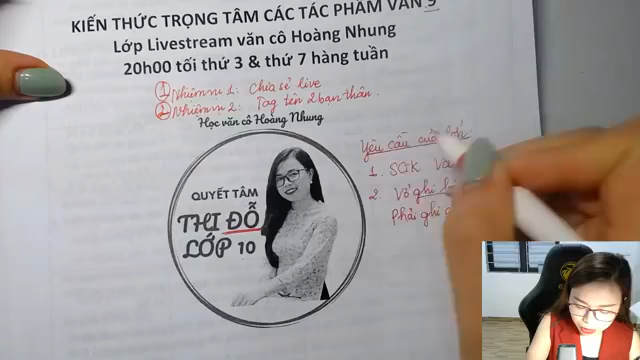 KIẾN THỨC TRỌNG TÂM CÁC TÁC PHẨM VĂN 9
Lớp Livestream văn cô Hoàng Nhung
20h00 tối thứ 3 & thứ 7 hàng tuần
① Nhiệm vụ 1: Chia sẻ live
② Nhiệm vụ 2: Tag tên 2 bạn thân.
Học văn cô Hoàng Nhung
QUYẾT TÂM
THI ĐỖ
LỚP 10
Yêu cầu của lớp
1. SGK
2. Vở ghi
Phải ghi